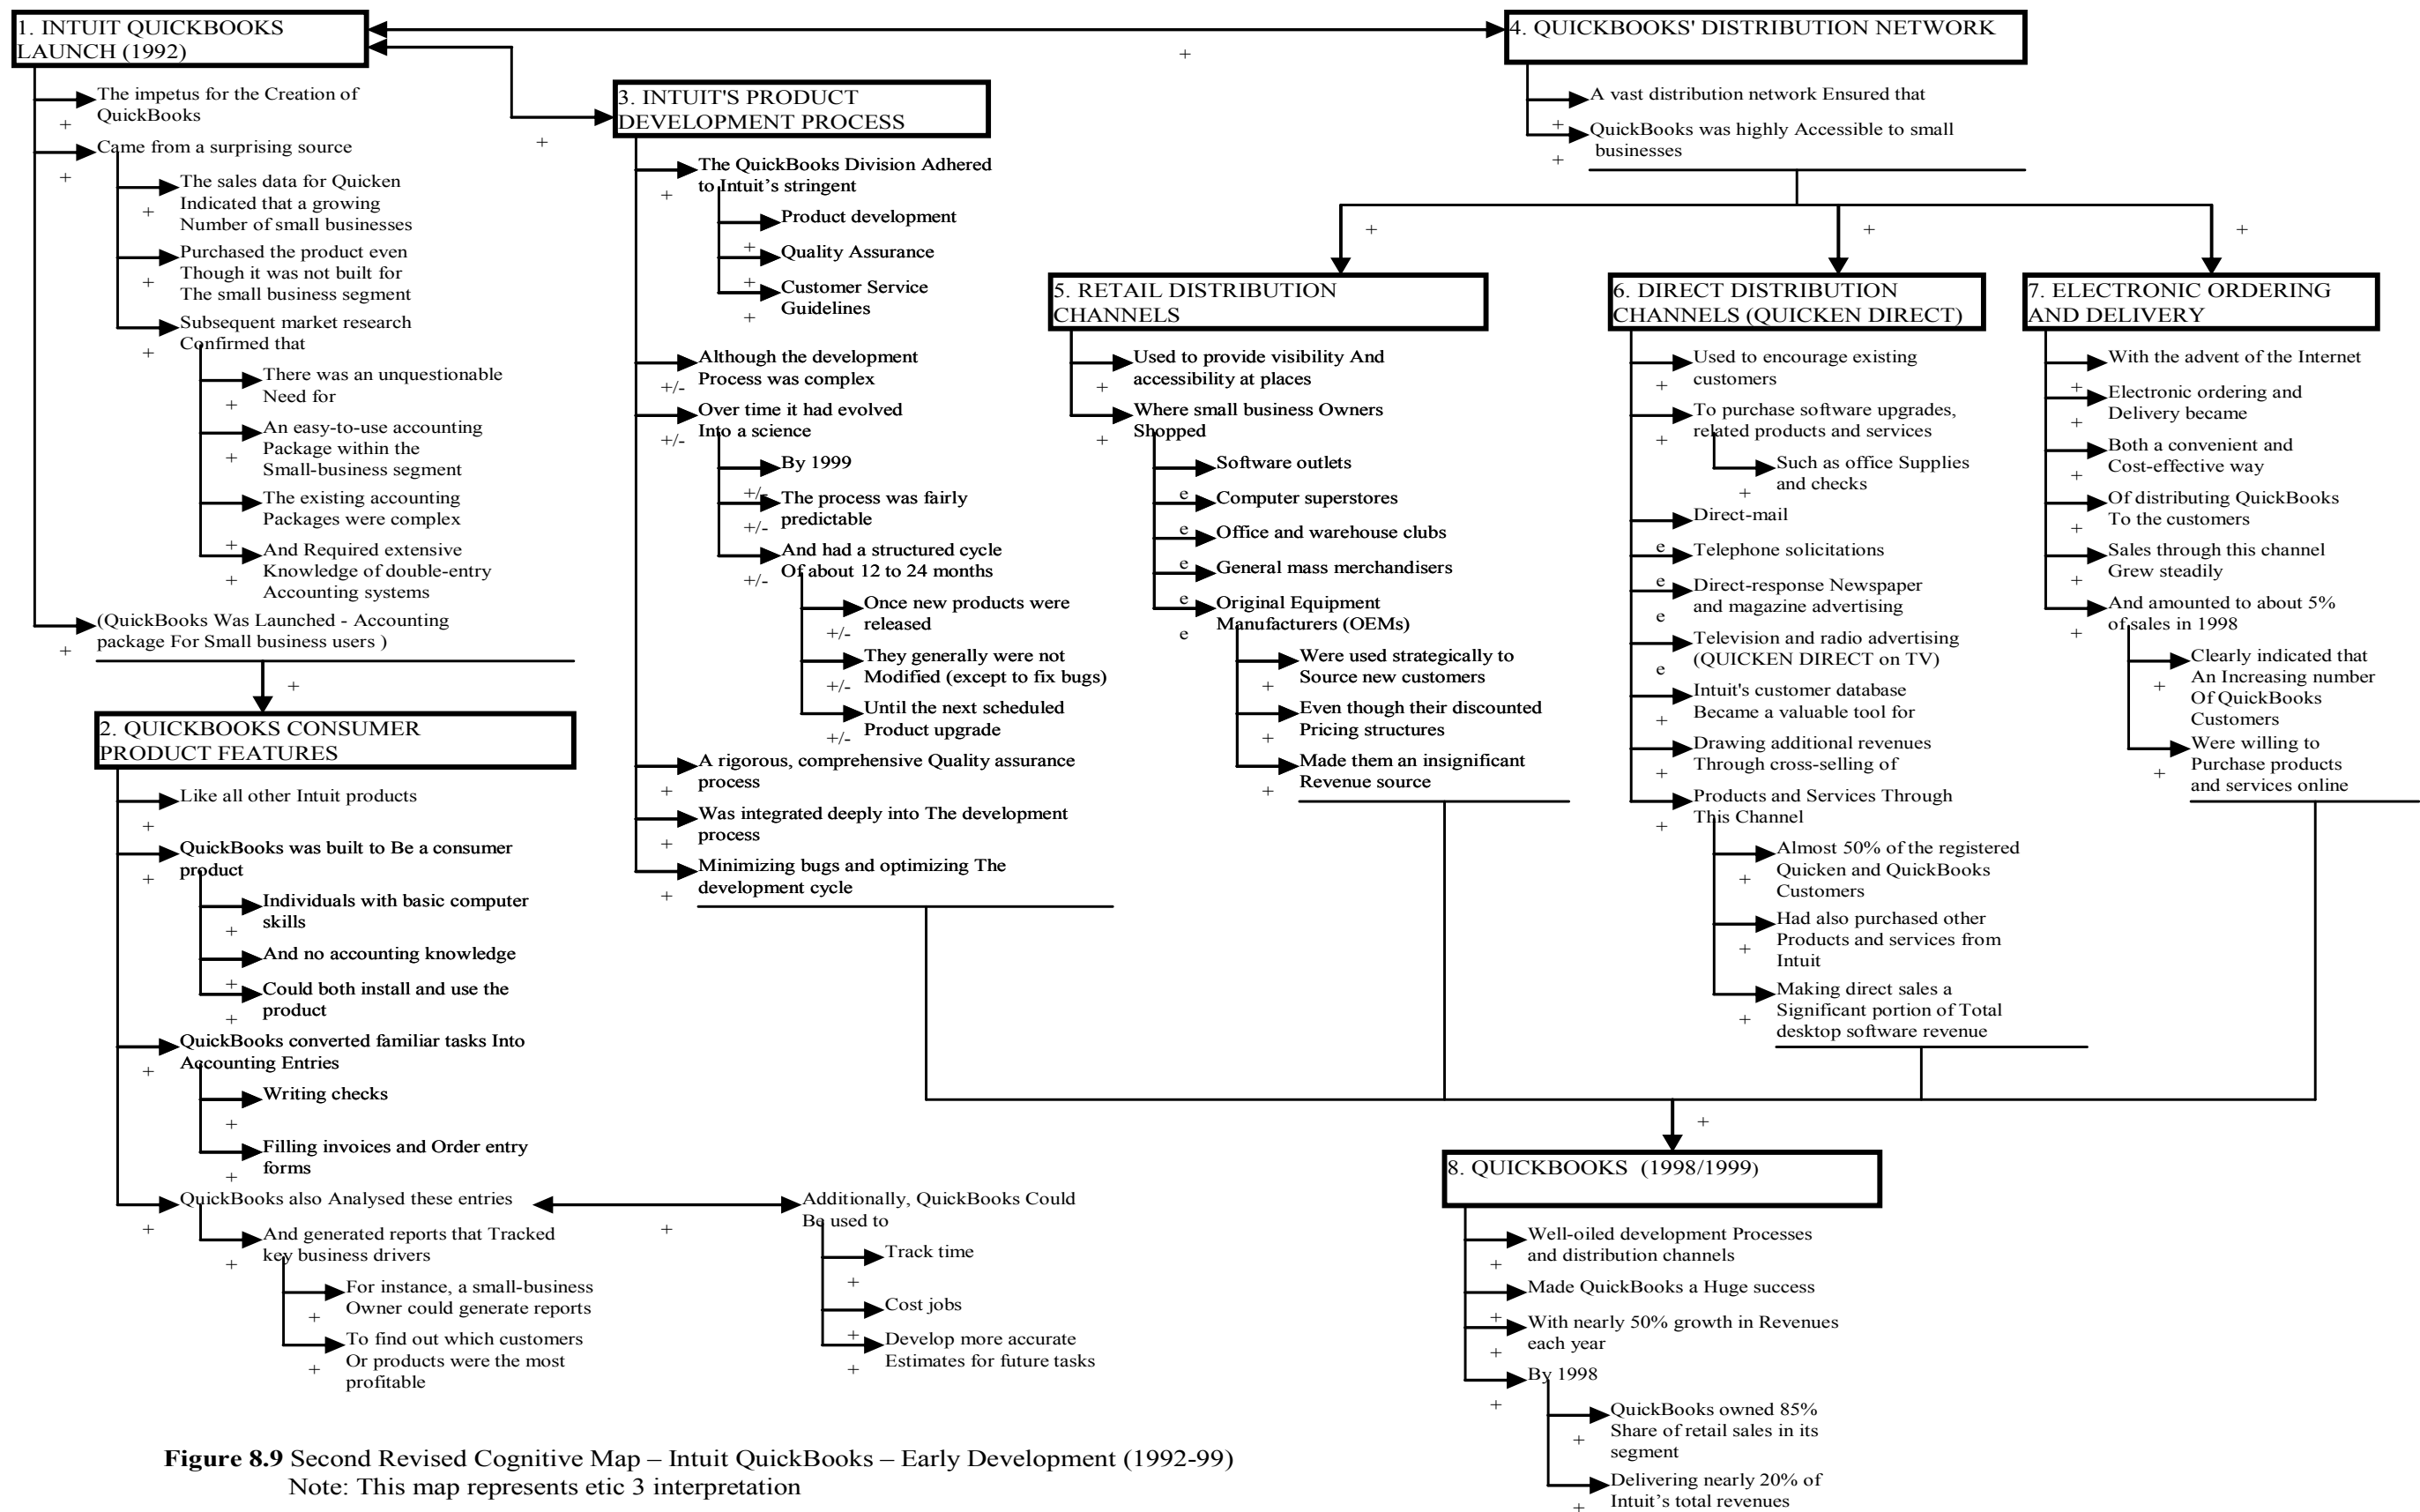 1. INTUIT QUICKBOOKS
LAUNCH (1992)
+
The impetus for the Creation of
QuickBooks
+
Came from a surprising source
+
The sales data for Quicken
Indicated that a growing
Number of small businesses
+
Purchased the product even
Though it was not built for
The small business segment
+
Subsequent market research
Confirmed that
+
There was an unquestionable
Need for
+
An easy-to-use accounting
Package within the
Small-business segment
+
The existing accounting
Packages were complex
+
And Required extensive
Knowledge of double-entry
Accounting systems
+
(QuickBooks Was Launched - Accounting
package For Small business users )
+
+
2. QUICKBOOKS CONSUMER
PRODUCT FEATURES
Like all other Intuit products
+
QuickBooks was built to Be a consumer
product
+
Individuals with basic computer
skills
+
And no accounting knowledge
+
Could both install and use the
product
+
QuickBooks converted familiar tasks Into
Accounting Entries
+
Writing checks
+
Filling invoices and Order entry
forms
+
QuickBooks also Analysed these entries
+
And generated reports that Tracked
key business drivers
+
For instance, a small-business
Owner could generate reports
+
To find out which customers
Or products were the most
profitable
+
+
Additionally, QuickBooks Could
Be used to
Track time
+
Cost jobs
+
Develop more accurate
Estimates for future tasks
+
+
3. INTUIT'S PRODUCT
DEVELOPMENT PROCESS
The QuickBooks Division Adhered
to Intuit’s stringent
+
Product development
+
Quality Assurance
+
Customer Service
Guidelines
+
Although the development
Process was complex
+/-
Over time it had evolved
Into a science
+/-
By 1999
+/-
The process was fairly
predictable
+/-
And had a structured cycle
Of about 12 to 24 months
+/-
Once new products were
released
+/-
They generally were not
Modified (except to fix bugs)
+/-
Until the next scheduled
Product upgrade
+/-
A rigorous, comprehensive Quality assurance
process
+
Was integrated deeply into The development
process
+
Minimizing bugs and optimizing The
development cycle
+
4. QUICKBOOKS' DISTRIBUTION NETWORK
A vast distribution network Ensured that
+
QuickBooks was highly Accessible to small
businesses
+
+
+
+
5. RETAIL DISTRIBUTION
CHANNELS
Used to provide visibility And
accessibility at places
+
Where small business Owners
Shopped
+
Software outlets
e
Computer superstores
e
Office and warehouse clubs
e
General mass merchandisers
e
Original Equipment
Manufacturers (OEMs)
e
Were used strategically to
Source new customers
+
Even though their discounted
Pricing structures
+
Made them an insignificant
Revenue source
+
6. DIRECT DISTRIBUTION
CHANNELS (QUICKEN DIRECT)
Used to encourage existing
customers
+
To purchase software upgrades,
related products and services
+
Such as office Supplies
and checks
+
Direct-mail
e
Telephone solicitations
e
Direct-response Newspaper
and magazine advertising
e
Television and radio advertising
(QUICKEN DIRECT on TV)
e
Intuit's customer database
Became a valuable tool for
+
Drawing additional revenues
Through cross-selling of
+
Products and Services Through
This Channel
+
Almost 50% of the registered
Quicken and QuickBooks
Customers
+
Had also purchased other
Products and services from
Intuit
+
Making direct sales a
Significant portion of Total
desktop software revenue
+
7. ELECTRONIC ORDERING
AND DELIVERY
With the advent of the Internet
+
Electronic ordering and
Delivery became
+
Both a convenient and
Cost-effective way
+
Of distributing QuickBooks
To the customers
+
Sales through this channel
Grew steadily
+
And amounted to about 5%
of sales in 1998
+
Clearly indicated that
An Increasing number
Of QuickBooks
Customers
+
Were willing to
Purchase products
and services online
+
+
8. QUICKBOOKS (1998/1999)
Well-oiled development Processes
and distribution channels
+
Made QuickBooks a Huge success
+
With nearly 50% growth in Revenues
each year
+
By 1998
+
QuickBooks owned 85%
Share of retail sales in its
segment
+
Delivering nearly 20% of
Intuit’s total revenues
+
Figure 8.9 Second Revised Cognitive Map – Intuit QuickBooks – Early Development (1992-99)
Note: This map represents etic 3 interpretation